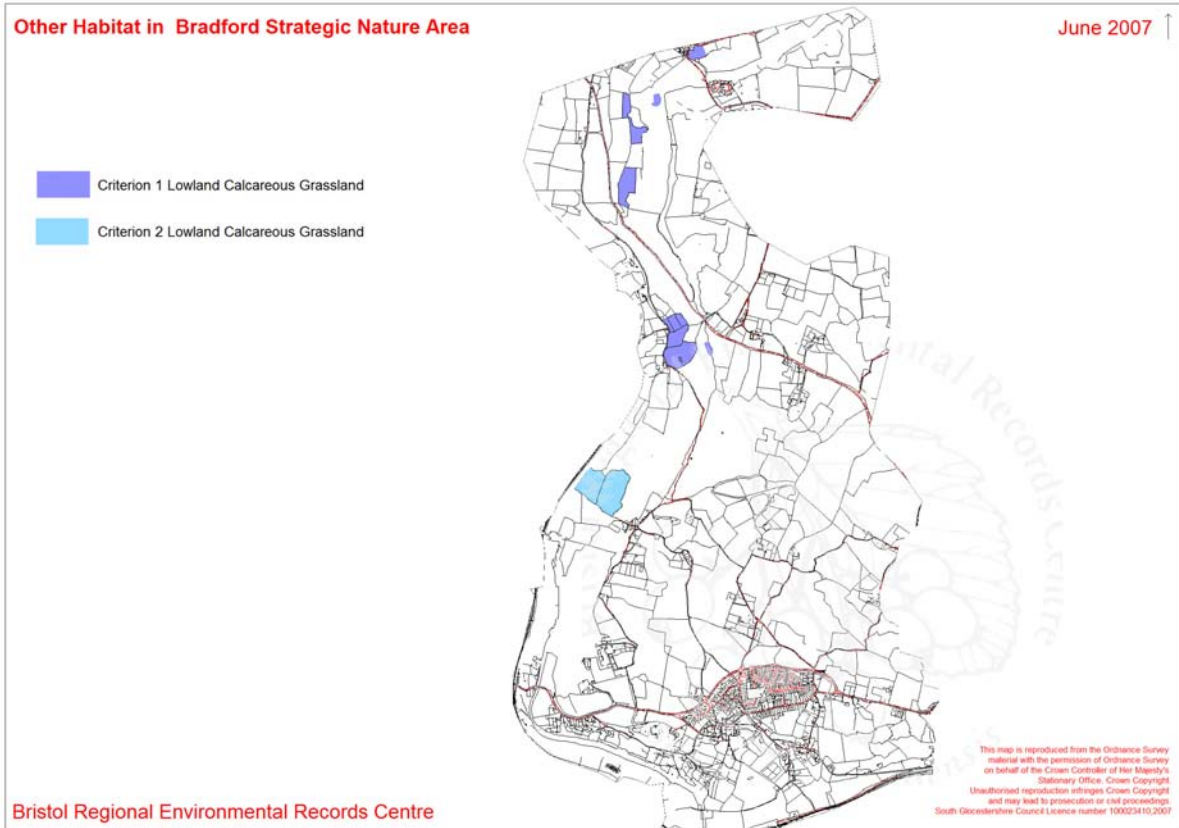 Other Habitat in Bradford Strategic Nature Area
June 2007
Criterion 1 Lowland Calcareous Grassland
Criterion 2 Lowland Calcareous Grassland
This map is reproduced from the Ordnance Survey
material with the permission of Ordnance Survey
on behalf of the Crown Controller of Her Majesty's
Stationary Office. Crown Copyright.
Unauthorised reproduction infringes Crown Copyright
and may lead to prosecution or civil proceedings.
South Glocestershire Council Licence number 100023410,2007
Bristol Regional Environmental Records Centre